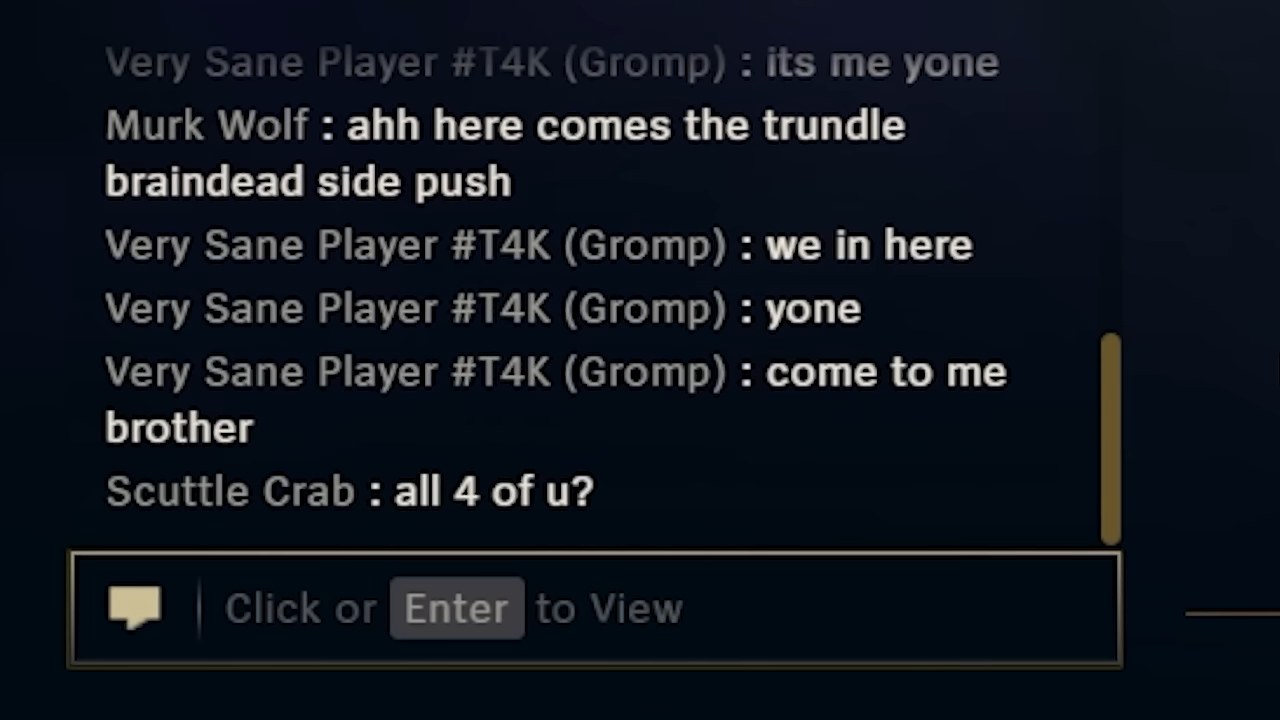 Very Sane Player #T4K (Gromp) : its me yone
Murk Wolf : ahh here comes the trundle
braindead side push
Very Sane Player #T4K (Gromp) : we in here
Very Sane Player #T4K (Gromp) : yone
Very Sane Player #T4K (Gromp) : come to me
brother
Scuttle Crab : all 4 of u?
Click or Enter to View